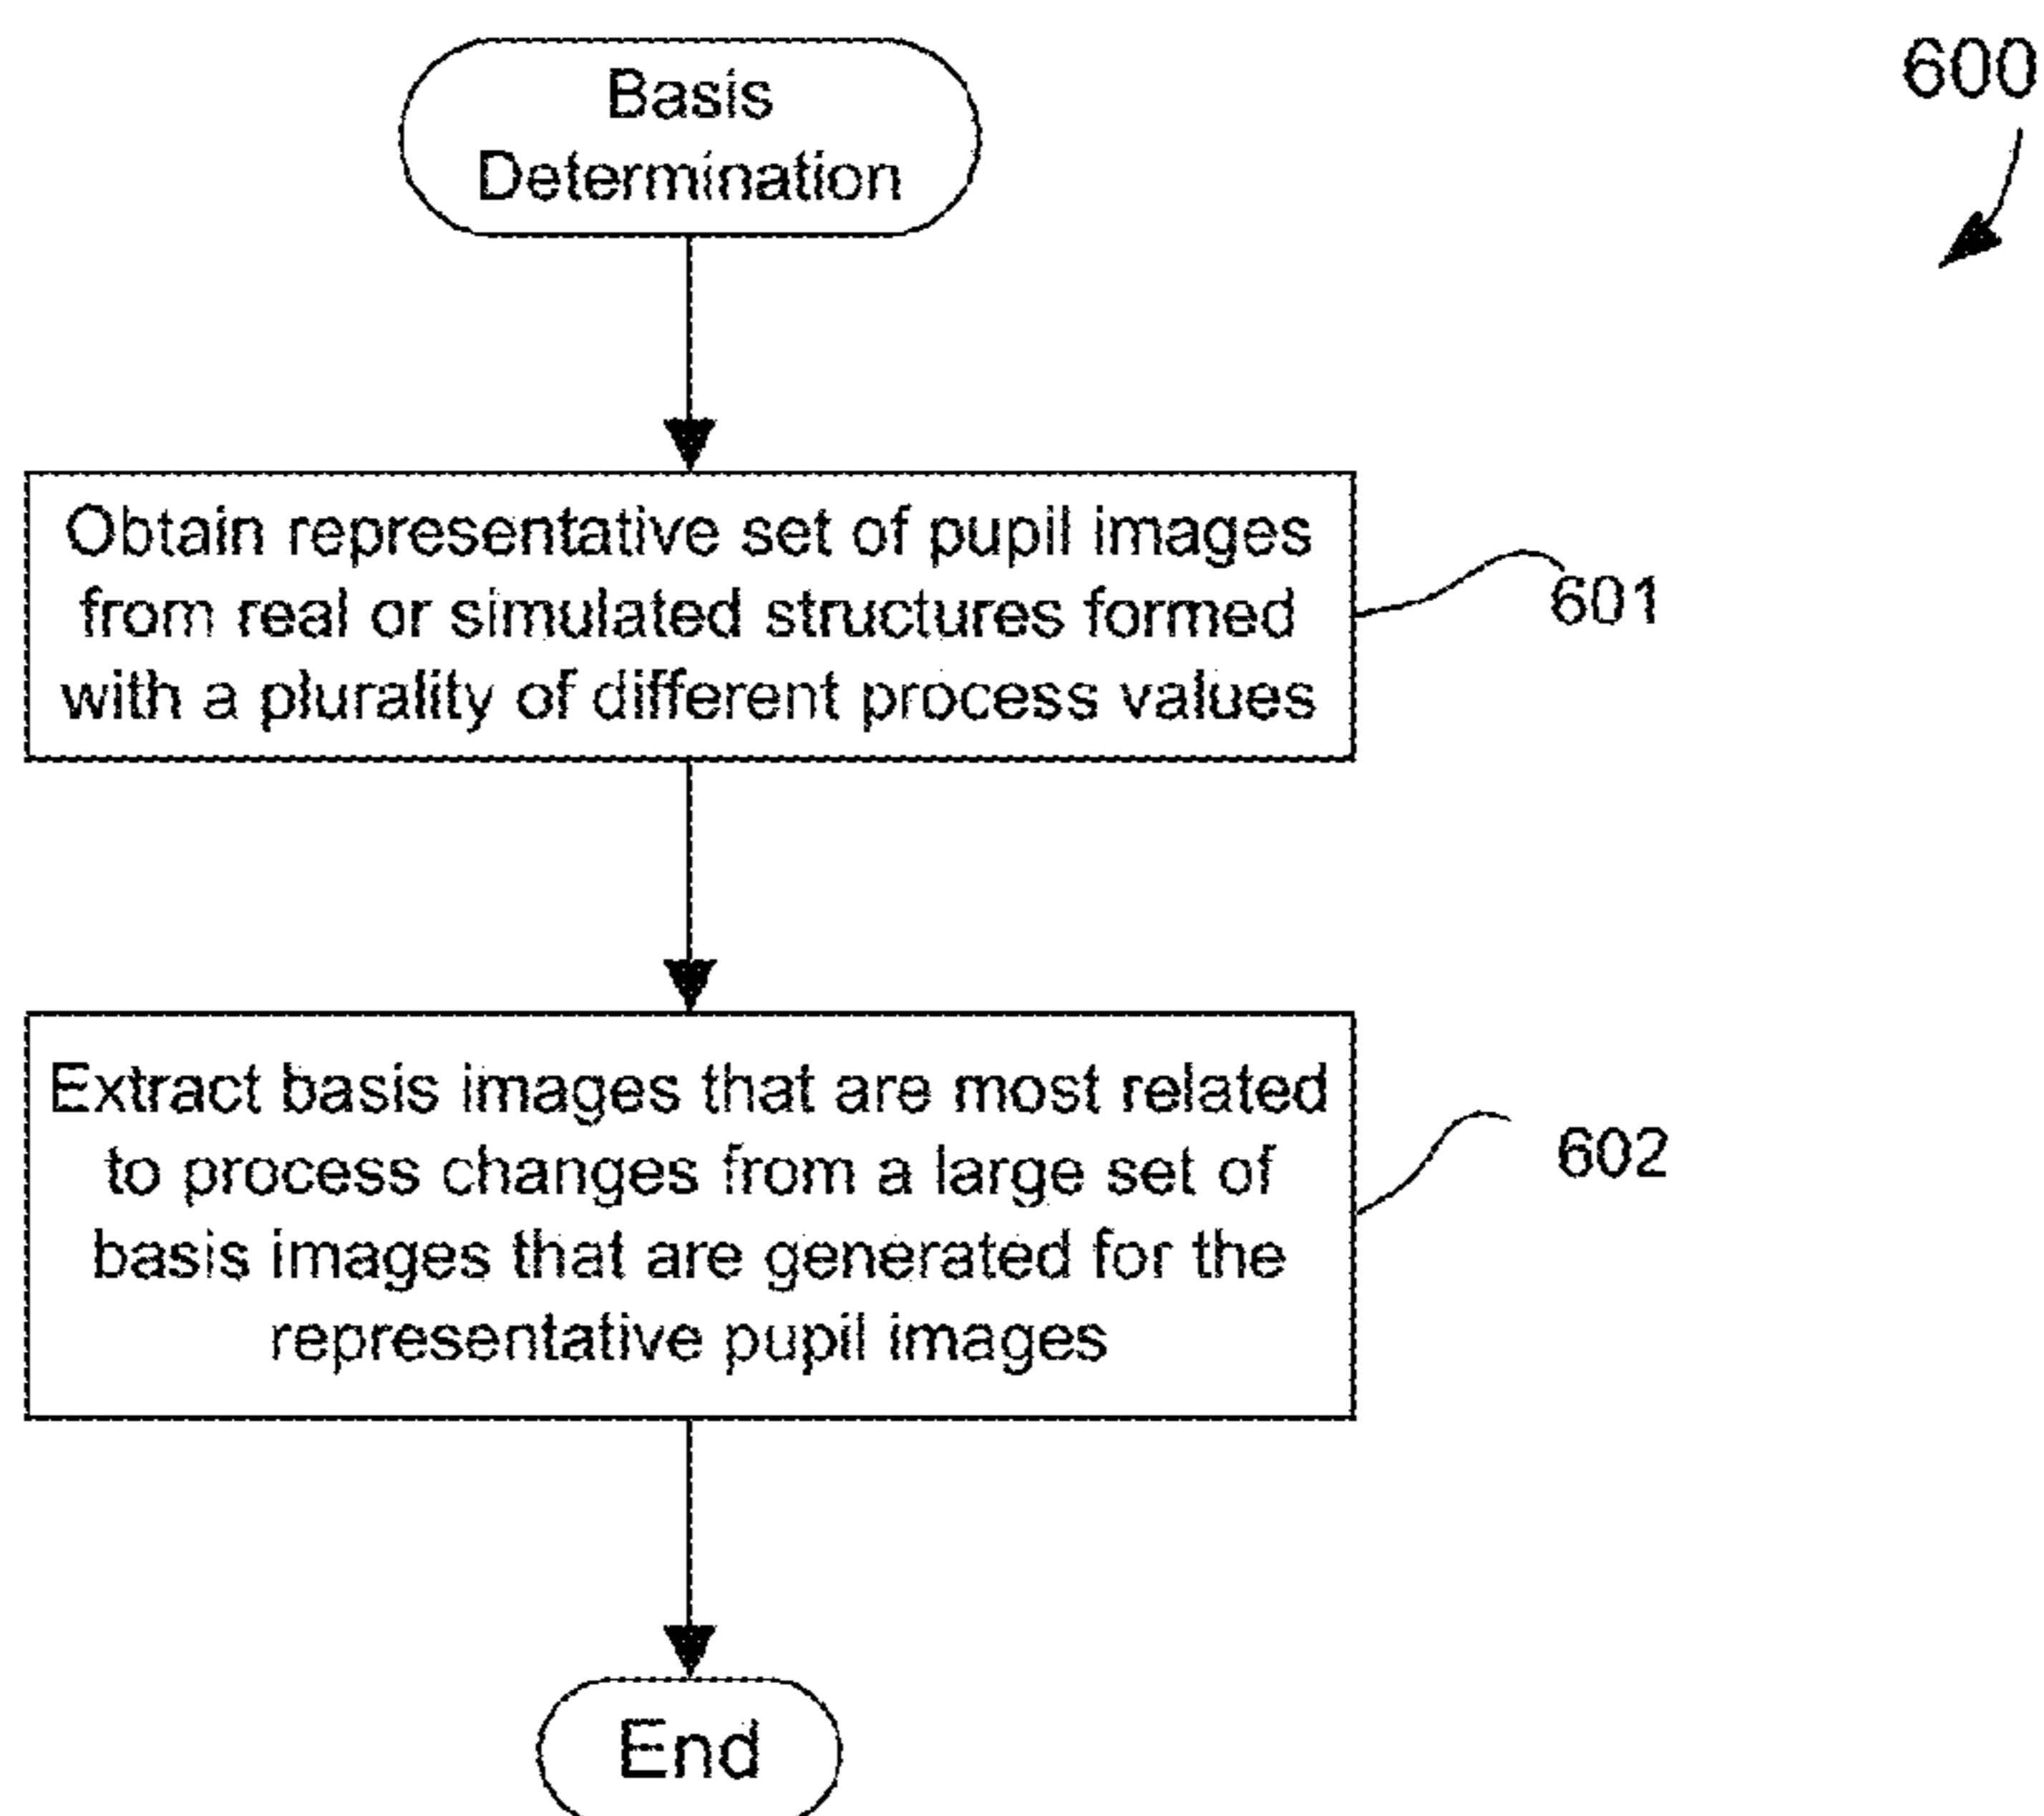 Basis
Determination
600
Obtain representative set of pupil images
from real or simulated structures formed
with a plurality of different process values
601
Extract basis images that are most related
to process changes from a large set of
basis images that are generated for the
representative pupil images
602
End